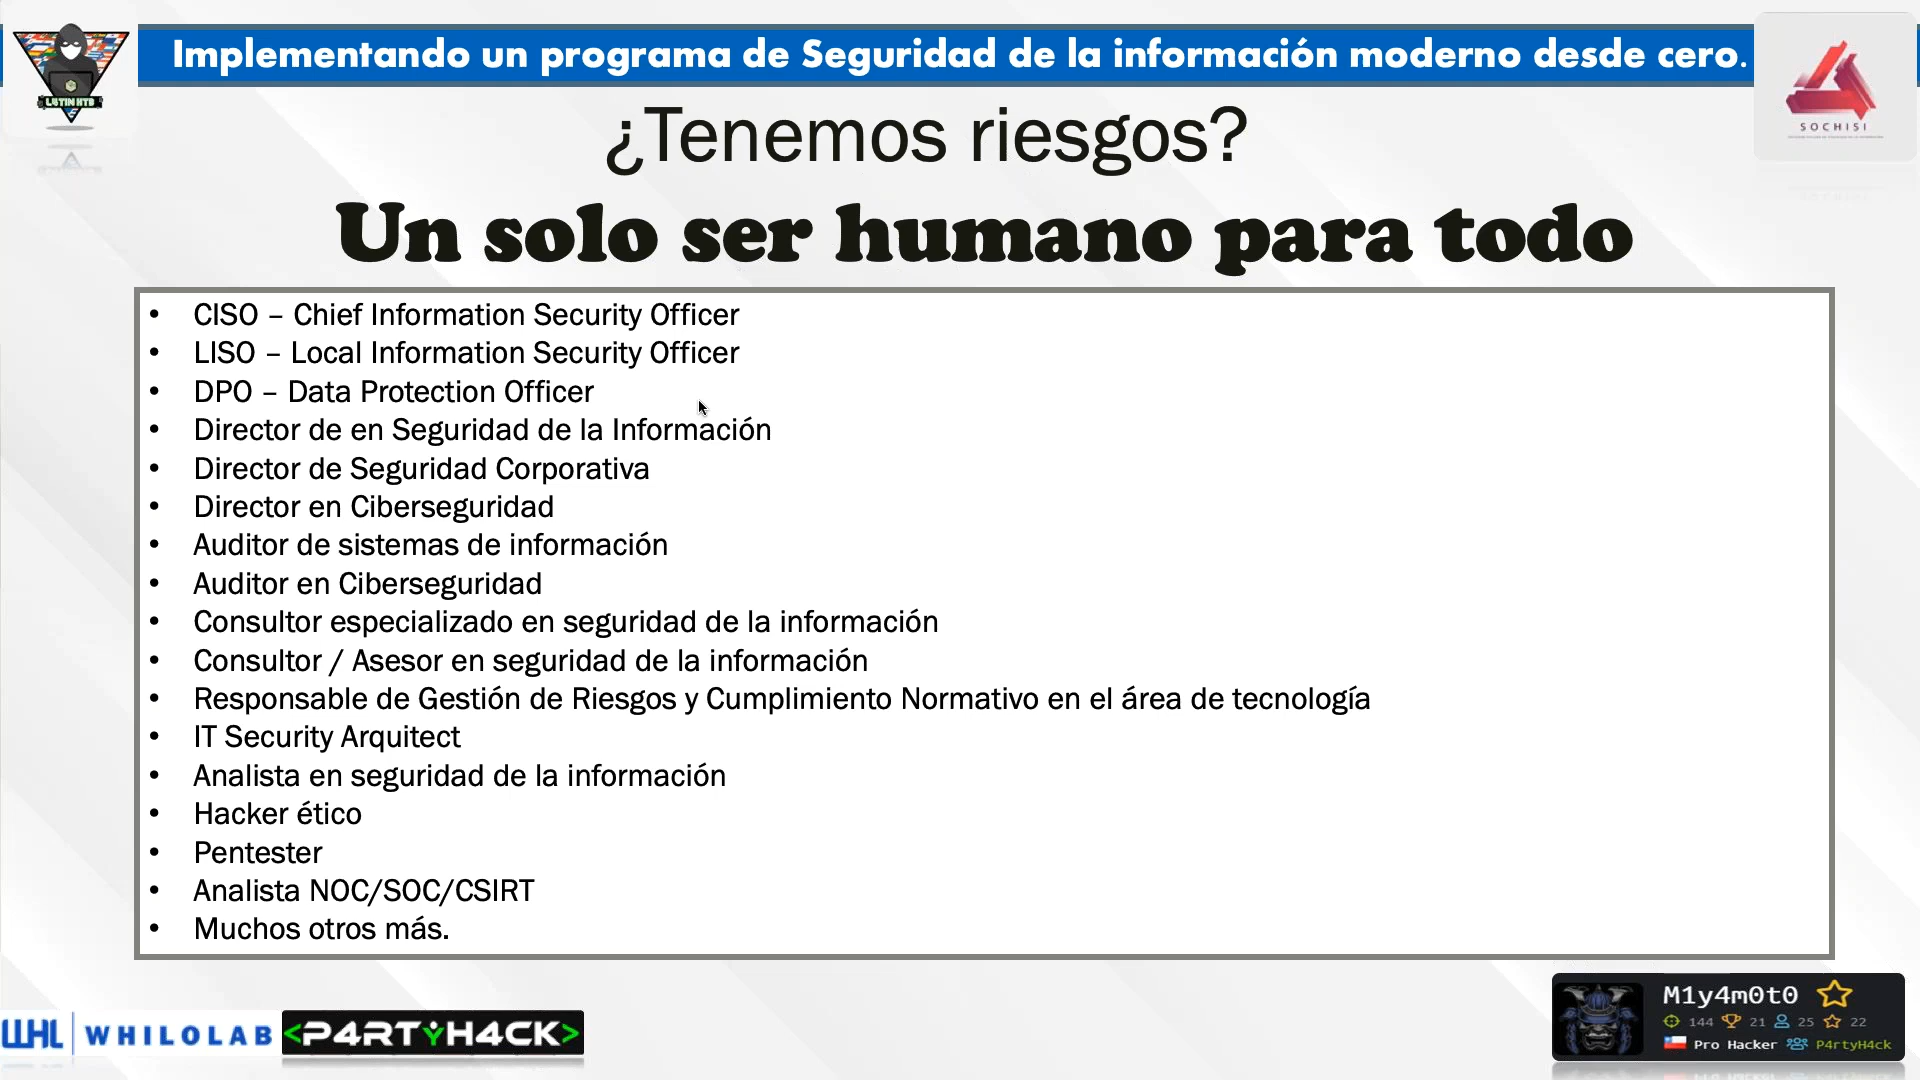 Implementando un programa de Seguridad de la información moderno desde cero.
L4TIN HTB
SOCHISI
¿Tenemos riesgos?
Un solo ser humano para todo
• CISO – Chief Information Security Officer
• LISO – Local Information Security Officer
• DPO – Data Protection Officer
• Director de en Seguridad de la Información
• Director de Seguridad Corporativa
• Director en Ciberseguridad
• Auditor de sistemas de información
• Auditor en Ciberseguridad
• Consultor especializado en seguridad de la información
• Consultor / Asesor en seguridad de la información
• Responsable de Gestión de Riesgos y Cumplimiento Normativo en el área de tecnología
• IT Security Arquitect
• Analista en seguridad de la información
• Hacker ético
• Pentester
• Analista NOC/SOC/CSIRT
• Muchos otros más.
WHL WHILOLAB
<P4RTYH4CK>
M1y4m0t0
144 21 25 22
Pro Hacker P4rtyH4ck